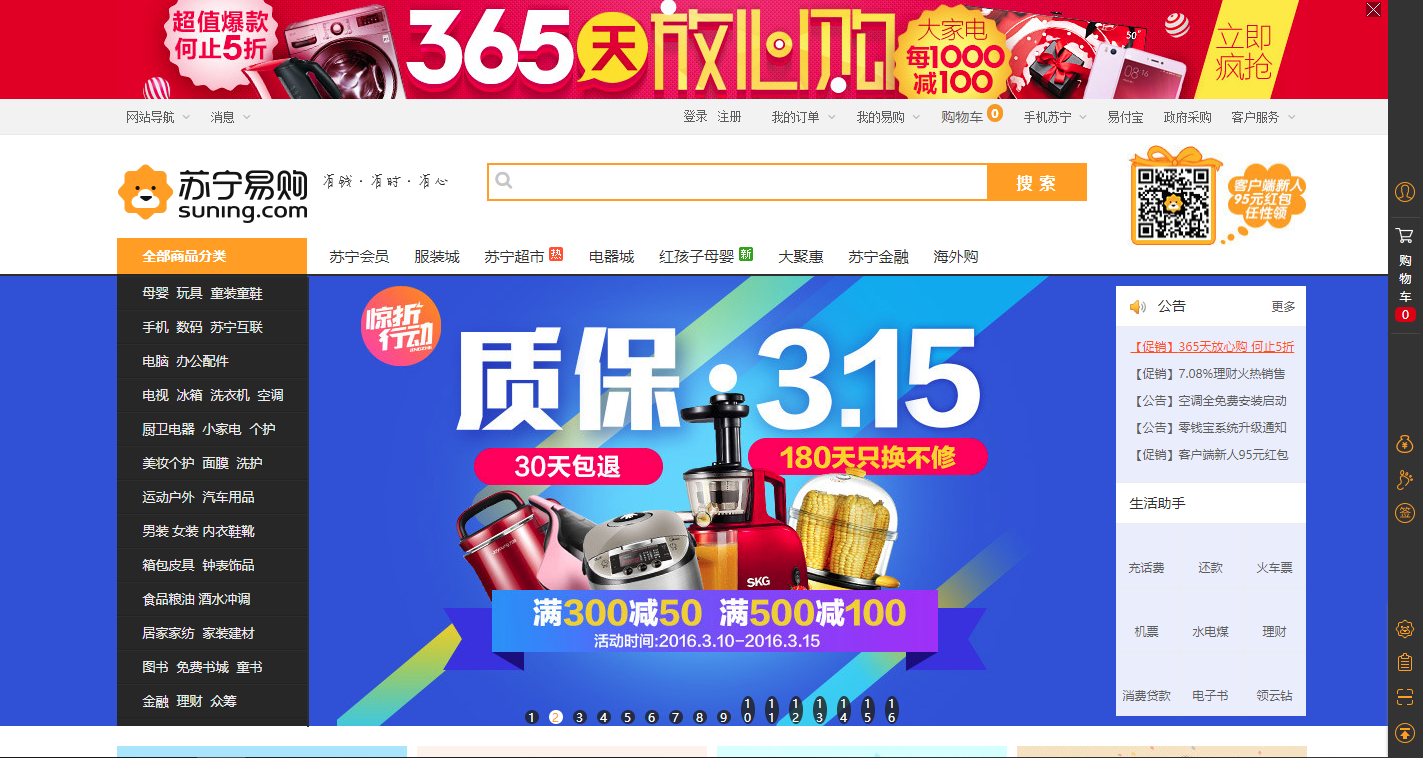 超值爆款
何止5折
365天放心购
大家电
每1000
减100
立即
疯抢
网站导航 消息 登录 注册 我的订单 我的易购 购物车 0 手机苏宁 易付宝 政府采购 客户服务
苏宁易购
suning.com
有钱·有时·有心
搜索
客户端新人
95元红包
任性领
全部商品分类 苏宁会员 服装城 苏宁超市 热 电器城 红孩子母婴 新 大聚惠 苏宁金融 海外购
母婴 玩具 童装童鞋
手机 数码 苏宁互联
电脑 办公配件
电视 冰箱 洗衣机 空调
厨卫电器 小家电 个护
美妆个护 面膜 洗护
运动户外 汽车用品
男装 女装 内衣鞋靴
箱包皮具 钟表饰品
食品粮油 酒水冲调
居家家纺 家装建材
图书 免费书城 童书
金融 理财 众筹
惊折
行动
质保·3.15
30天包退
180天只换不修
SKG
满300减50 满500减100
活动时间:2016.3.10-2016.3.15
1 2 3 4 5 6 7 8 9 10 11 12 13 14 15 16
公告 更多
【促销】365天放心购 何止5折
【促销】7.08%理财火热销售
【公告】空调全免费安装启动
【公告】零钱宝系统升级通知
【促销】客户端新人95元红包
生活助手
充话费 还款 火车票
机票 水电煤 理财
消费贷款 电子书 领云钻
购
物
车
0
签